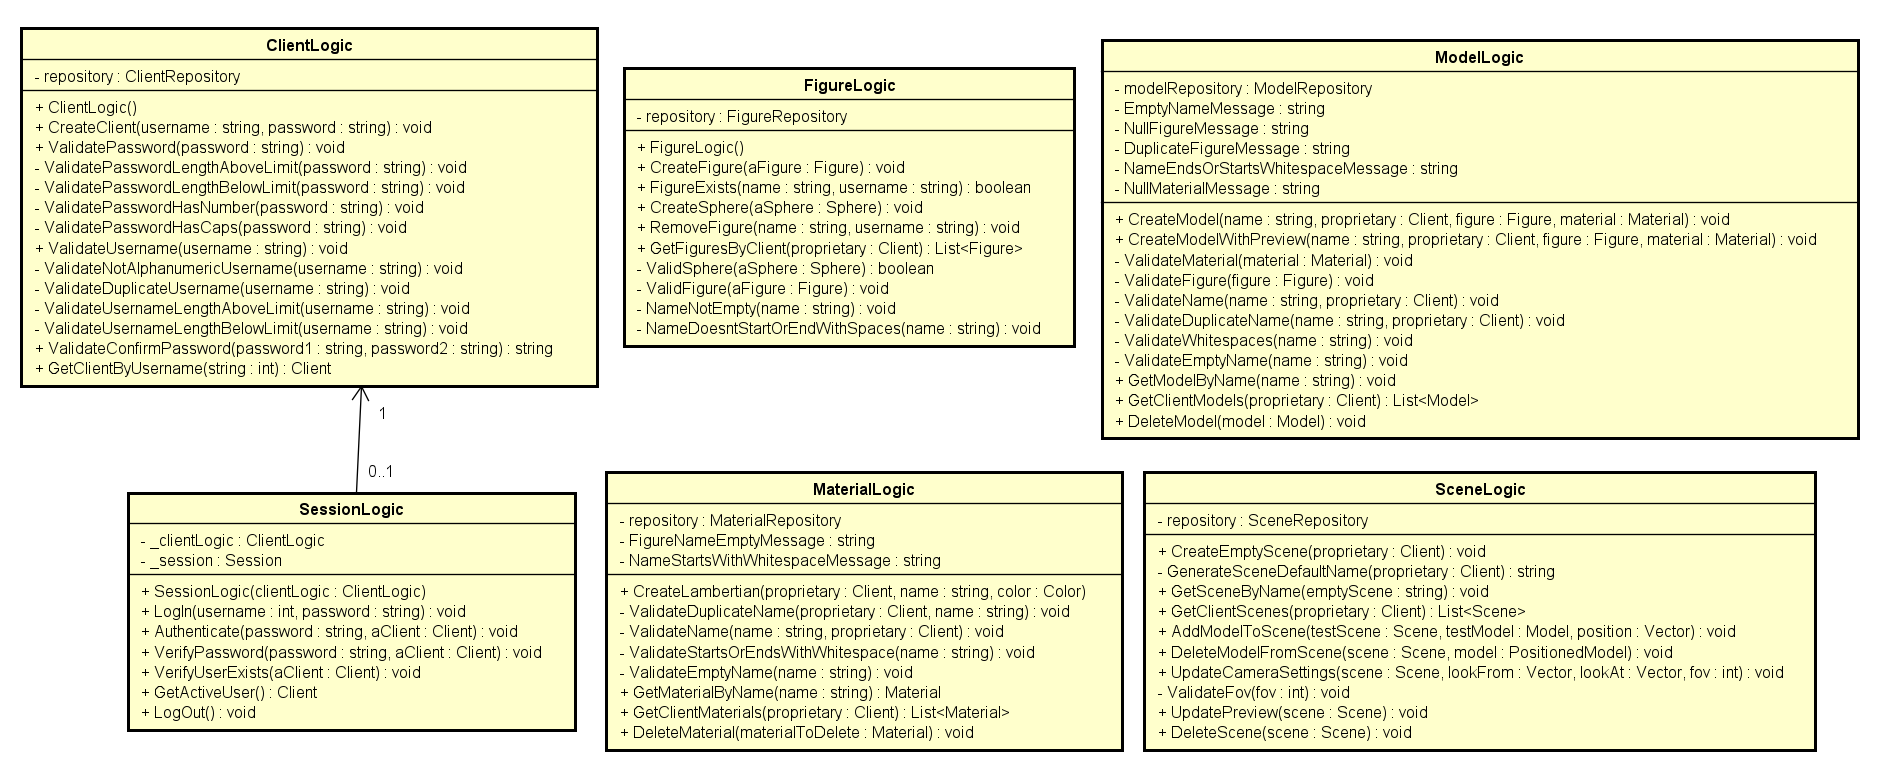 ClientLogic
- repository : ClientRepository
+ ClientLogic()
+ CreateClient(username : string, password : string) : void
+ ValidatePassword(password : string) : void
- ValidatePasswordLengthAboveLimit(password : string) : void
- ValidatePasswordLengthBelowLimit(password : string) : void
- ValidatePasswordHasNumber(password : string) : void
- ValidatePasswordHasCaps(password : string) : void
+ ValidateUsername(username : string) : void
- ValidateNotAlphanumericUsername(username : string) : void
- ValidateDuplicateUsername(username : string) : void
- ValidateUsernameLengthAboveLimit(username : string) : void
- ValidateUsernameLengthBelowLimit(username : string) : void
+ ValidateConfirmPassword(password1 : string, password2 : string) : string
+ GetClientByUsername(string : int) : Client
FigureLogic
- repository : FigureRepository
+ FigureLogic()
+ CreateFigure(aFigure : Figure) : void
+ FigureExists(name : string, username : string) : boolean
+ CreateSphere(aSphere : Sphere) : void
+ RemoveFigure(name : string, username : string) : void
+ GetFiguresByClient(proprietary : Client) : List<Figure>
- ValidSphere(aSphere : Sphere) : boolean
- ValidFigure(aFigure : Figure) : void
- NameNotEmpty(name : string) : void
- NameDoesntStartOrEndWithSpaces(name : string) : void
ModelLogic
- modelRepository : ModelRepository
- EmptyNameMessage : string
- NullFigureMessage : string
- DuplicateFigureMessage : string
- NameEndsOrStartsWhitespaceMessage : string
- NullMaterialMessage : string
+ CreateModel(name : string, proprietary : Client, figure : Figure, material : Material) : void
+ CreateModelWithPreview(name : string, proprietary : Client, figure : Figure, material : Material) : void
- ValidateMaterial(material : Material) : void
- ValidateFigure(figure : Figure) : void
- ValidateName(name : string, proprietary : Client) : void
- ValidateDuplicateName(name : string, proprietary : Client) : void
- ValidateWhitespaces(name : string) : void
- ValidateEmptyName(name : string) : void
+ GetModelByName(name : string) : void
+ GetClientModels(proprietary : Client) : List<Model>
+ DeleteModel(model : Model) : void
1
0..1
SessionLogic
- _clientLogic : ClientLogic
- _session : Session
+ SessionLogic(clientLogic : ClientLogic)
+ LogIn(username : int, password : string) : void
+ Authenticate(password : string, aClient : Client) : void
+ VerifyPassword(password : string, aClient : Client) : void
+ VerifyUserExists(aClient : Client) : void
+ GetActiveUser() : Client
+ LogOut() : void
MaterialLogic
- repository : MaterialRepository
- FigureNameEmptyMessage : string
- NameStartsWithWhitespaceMessage : string
+ CreateLambertian(proprietary : Client, name : string, color : Color)
- ValidateDuplicateName(proprietary : Client, name : string) : void
- ValidateName(name : string, proprietary : Client) : void
- ValidateStartsOrEndsWithWhitespace(name : string) : void
- ValidateEmptyName(name : string) : void
+ GetMaterialByName(name : string) : Material
+ GetClientMaterials(proprietary : Client) : List<Material>
+ DeleteMaterial(materialToDelete : Material) : void
SceneLogic
- repository : SceneRepository
+ CreateEmptyScene(proprietary : Client) : void
- GenerateSceneDefaultName(proprietary : Client) : string
+ GetSceneByName(emptyScene : string) : void
+ GetClientScenes(proprietary : Client) : List<Scene>
+ AddModelToScene(testScene : Scene, testModel : Model, position : Vector) : void
+ DeleteModelFromScene(scene : Scene, model : PositionedModel) : void
+ UpdateCameraSettings(scene : Scene, lookFrom : Vector, lookAt : Vector, fov : int) : void
- ValidateFov(fov : int) : void
+ UpdatePreview(scene : Scene) : void
+ DeleteScene(scene : Scene) : void